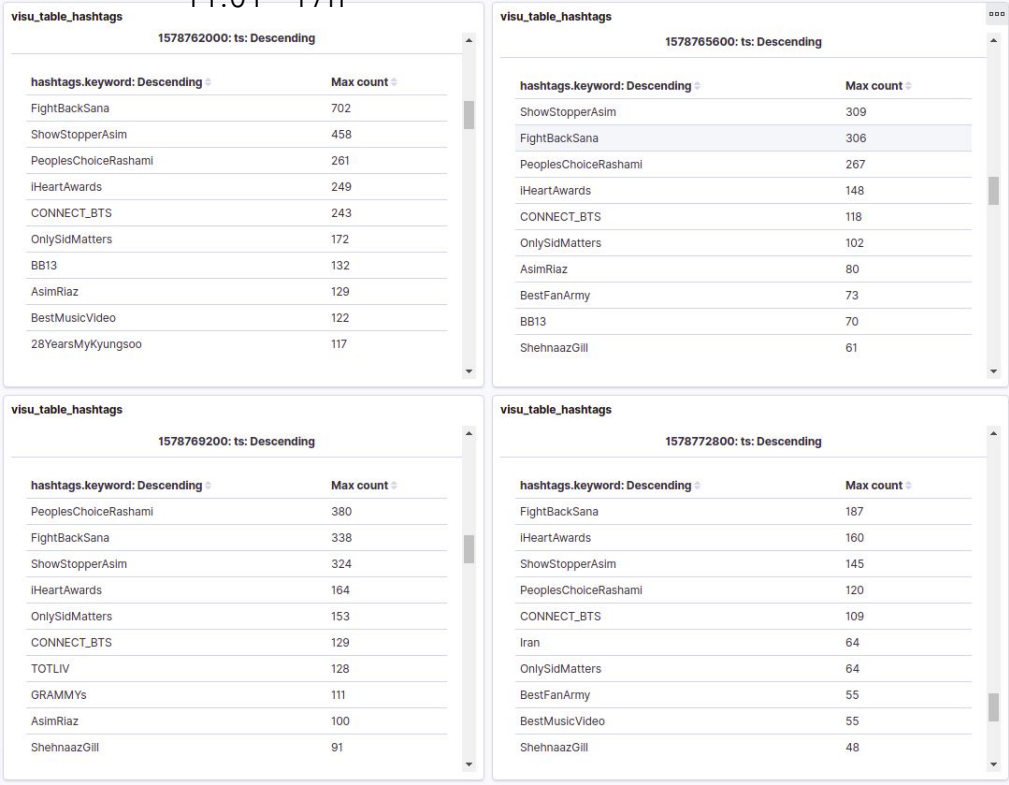 visu_table_hashtags
1578762000: ts: Descending
hashtags.keyword: Descending Max count
FightBackSana 702
ShowStopperAsim 458
PeoplesChoiceRashami 261
iHeartAwards 249
CONNECT_BTS 243
OnlySidMatters 172
BB13 132
AsimRiaz 129
BestMusicVideo 122
28YearsMyKyungsoo 117
visu_table_hashtags
1578765600: ts: Descending
hashtags.keyword: Descending Max count
ShowStopperAsim 309
FightBackSana 306
PeoplesChoiceRashami 267
iHeartAwards 148
CONNECT_BTS 118
OnlySidMatters 102
AsimRiaz 80
BestFanArmy 73
BB13 70
ShehnaazGill 61
visu_table_hashtags
1578769200: ts: Descending
hashtags.keyword: Descending Max count
PeoplesChoiceRashami 380
FightBackSana 338
ShowStopperAsim 324
iHeartAwards 164
OnlySidMatters 153
CONNECT_BTS 129
TOTLIV 128
GRAMMYs 111
AsimRiaz 100
ShehnaazGill 91
visu_table_hashtags
1578772800: ts: Descending
hashtags.keyword: Descending Max count
FightBackSana 187
iHeartAwards 160
ShowStopperAsim 145
PeoplesChoiceRashami 120
CONNECT_BTS 109
Iran 64
OnlySidMatters 64
BestFanArmy 55
BestMusicVideo 55
ShehnaazGill 48